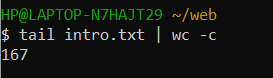 HP@LAPTOP-N7HAJT29 ~/web
$ tail intro.txt | wc -c
167